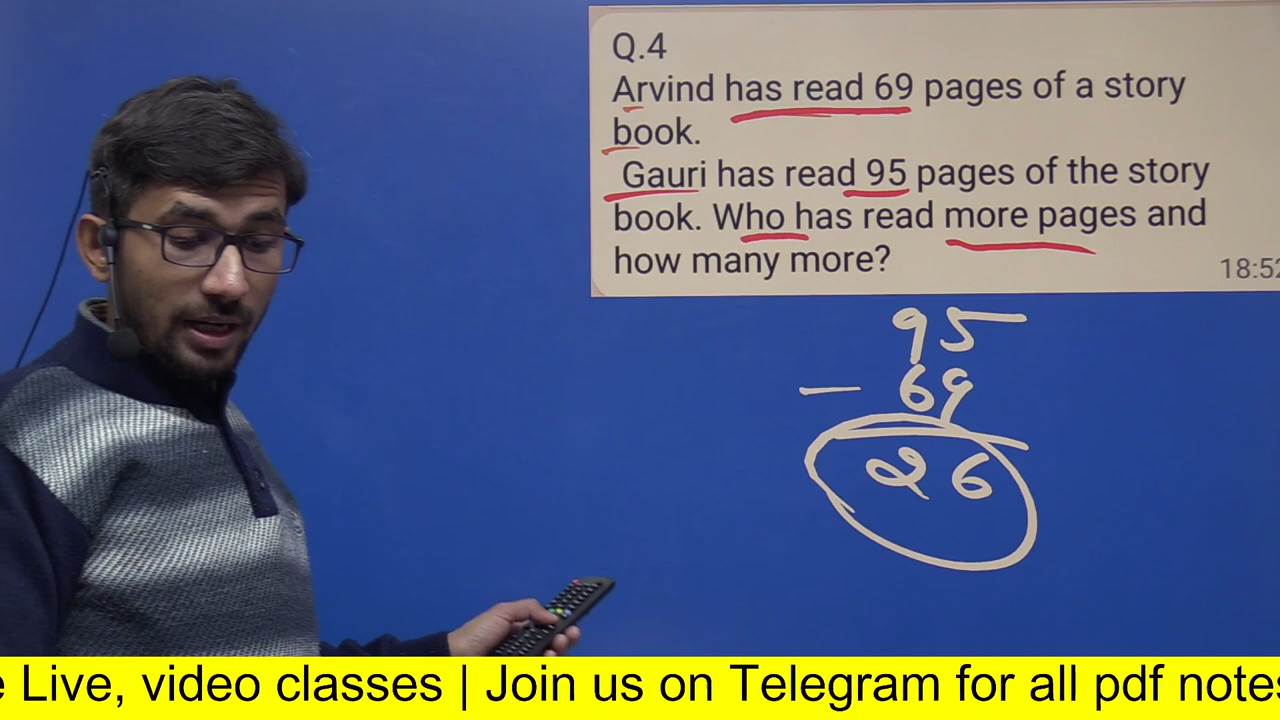 Q.4
Arvind has read 69 pages of a story
book.
Gauri has read 95 pages of the story
book. Who has read more pages and
how many more?
18:52
95
- 69
26
e Live, video classes | Join us on Telegram for all pdf notes